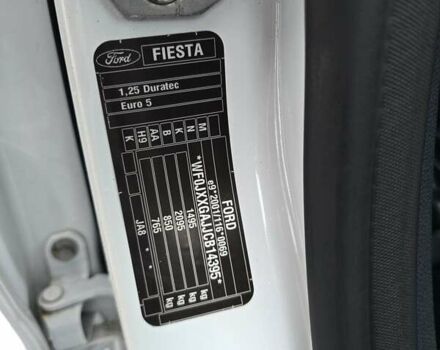 Ford FIESTA
1,25 Duratec
Euro 5
FORD
e9*2001/116*0069
*WF0JXXGAJJCB14395*
1495 kg
2095 kg
850 kg
765 kg
JA8
M
N
K
B
AA
H9
K